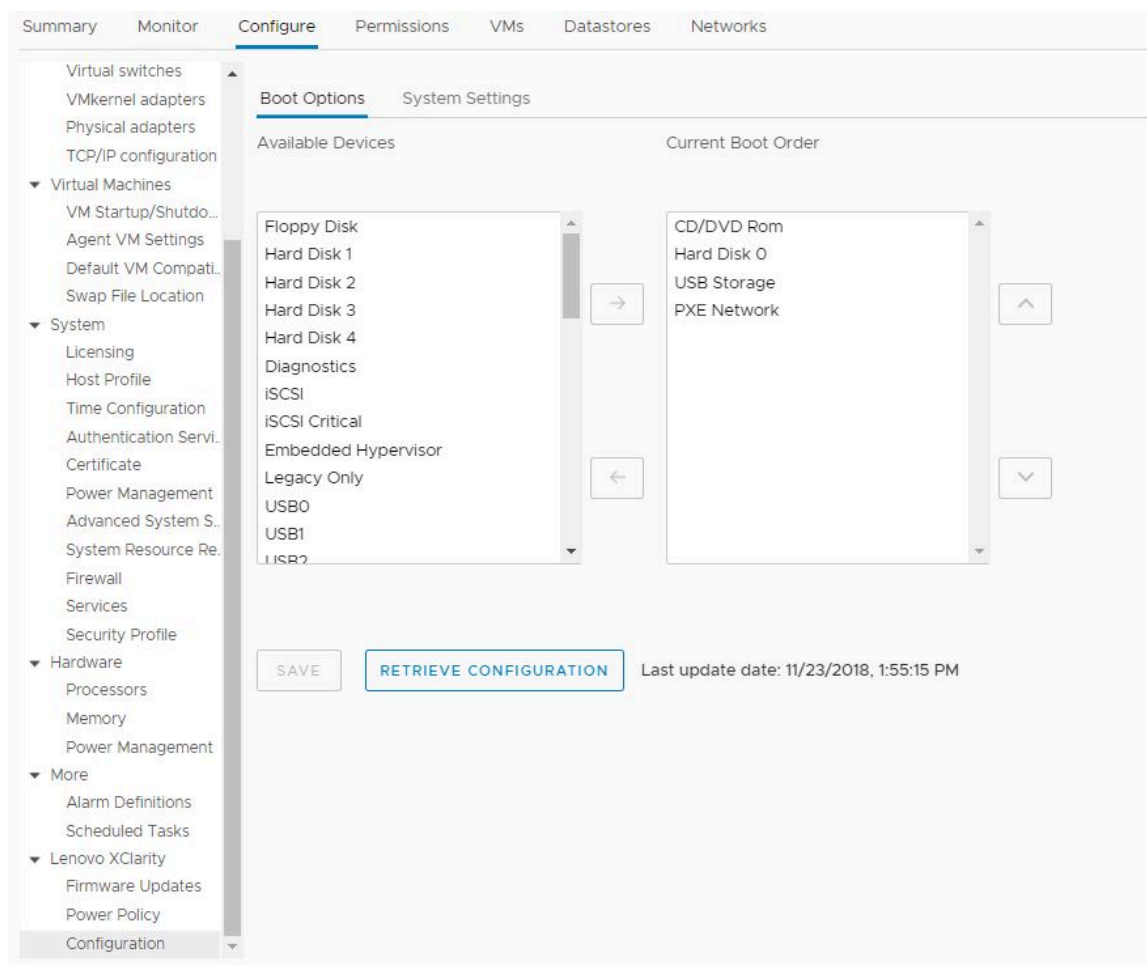 Summary Monitor Configure Permissions VMs Datastores Networks
Virtual switches
VMkernel adapters
Physical adapters
TCP/IP configuration
Virtual Machines
VM Startup/Shutdo...
Agent VM Settings
Default VM Compati..
Swap File Location
System
Licensing
Host Profile
Time Configuration
Authentication Servi..
Certificate
Power Management
Advanced System S..
System Resource Re.
Firewall
Services
Security Profile
Hardware
Processors
Memory
Power Management
More
Alarm Definitions
Scheduled Tasks
Lenovo XClarity
Firmware Updates
Power Policy
Configuration
Boot Options System Settings
Available Devices
Floppy Disk
Hard Disk 1
Hard Disk 2
Hard Disk 3
Hard Disk 4
Diagnostics
iSCSI
iSCSI Critical
Embedded Hypervisor
Legacy Only
USB0
USB1
USB2
Current Boot Order
CD/DVD Rom
Hard Disk 0
USB Storage
PXE Network
SAVE RETRIEVE CONFIGURATION Last update date: 11/23/2018, 1:55:15 PM